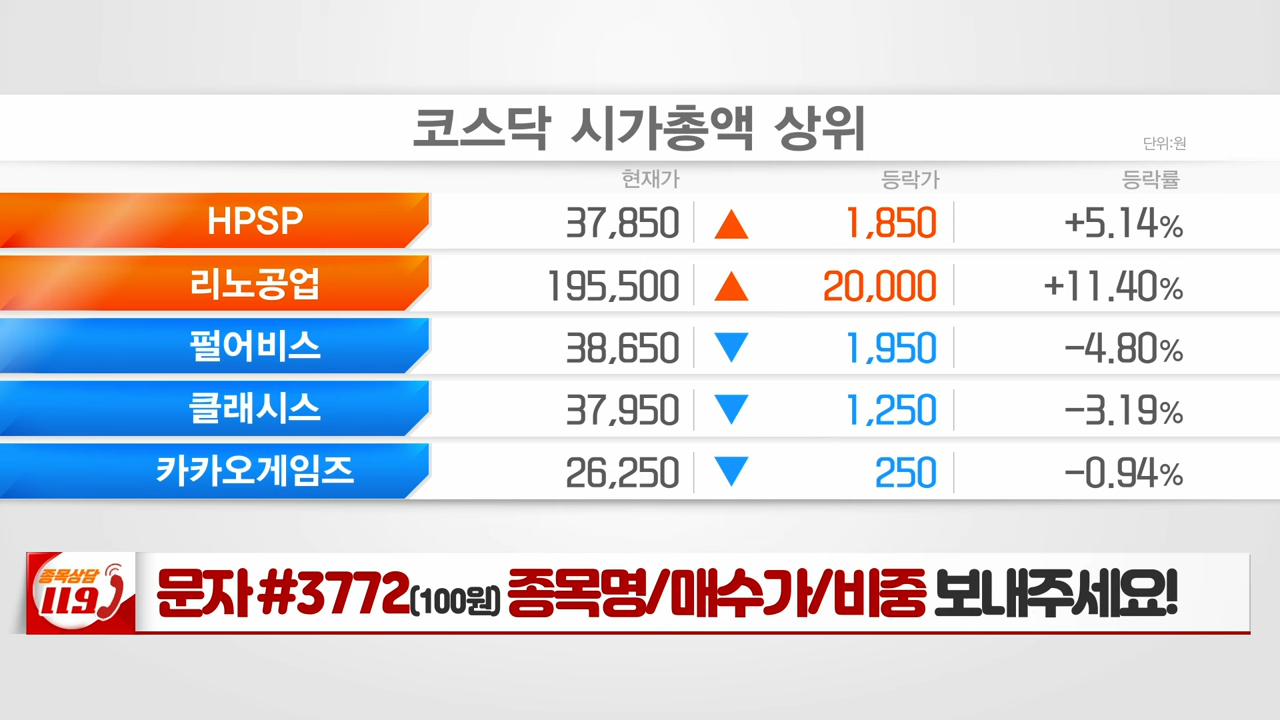 코스닥 시가총액 상위
단위:원
현재가 등락가 등락률
HPSP 37,850 ▲ 1,850 +5.14%
리노공업 195,500 ▲ 20,000 +11.40%
펄어비스 38,650 ▼ 1,950 -4.80%
클래시스 37,950 ▼ 1,250 -3.19%
카카오게임즈 26,250 ▼ 250 -0.94%
종목상담
119
문자 #3772(100원) 종목명/매수가/비중 보내주세요!